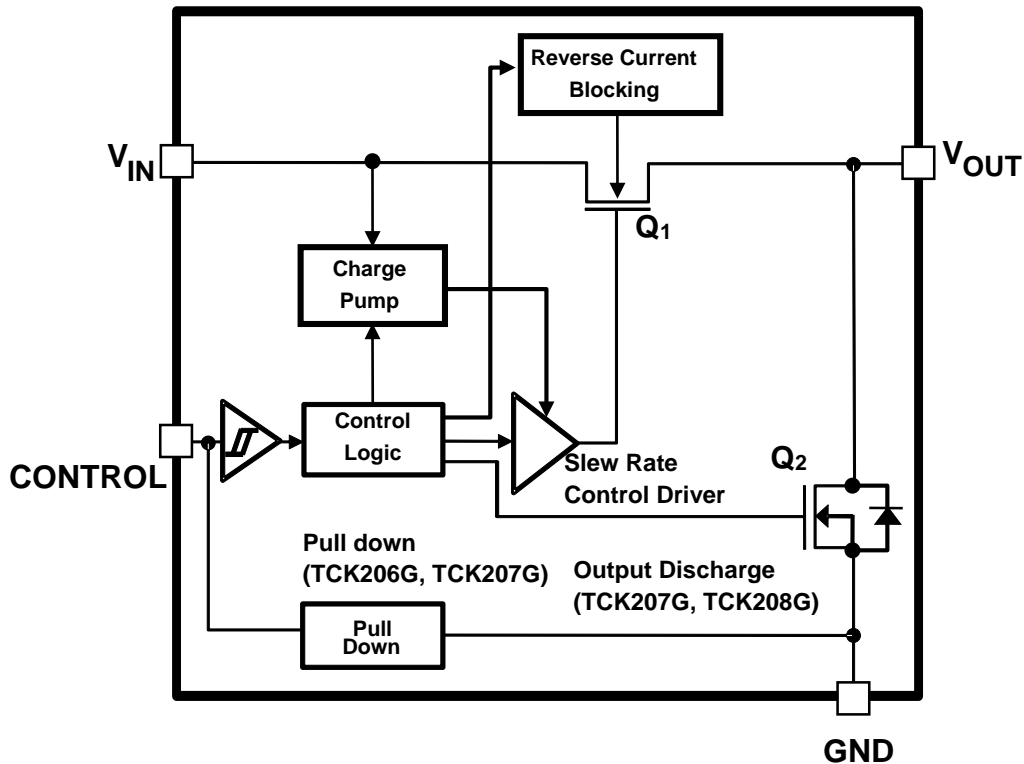 Reverse Current
Blocking
VIN
VOUT
Q1
Charge
Pump
Control
Logic
CONTROL
Slew Rate
Control Driver
Q2
Pull down
(TCK206G, TCK207G)
Output Discharge
(TCK207G, TCK208G)
Pull
Down
GND